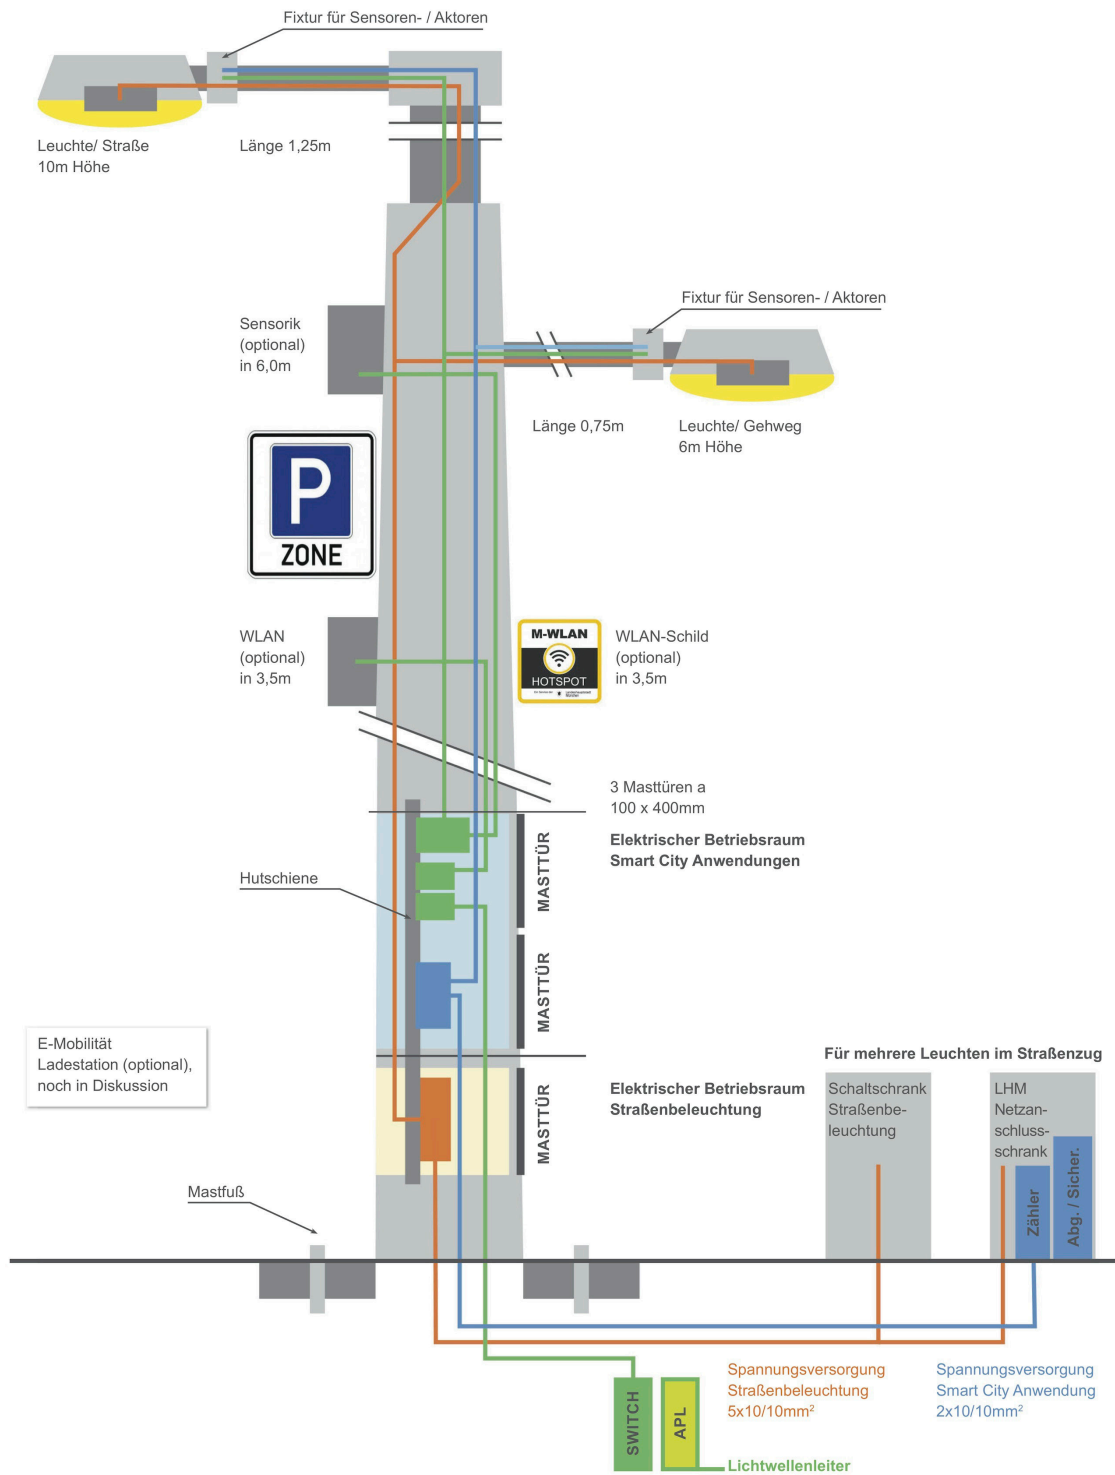 Fixtur für Sensoren- / Aktoren
Leuchte/ Straße
10m Höhe
Länge 1,25m
Fixtur für Sensoren- / Aktoren
Sensorik
(optional)
in 6,0m
Länge 0,75m
Leuchte/ Gehweg
6m Höhe
P
ZONE
WLAN
(optional)
in 3,5m
M-WLAN
HOTSPOT
WLAN-Schild
(optional)
in 3,5m
3 Masttüren a
100 x 400mm
Elektrischer Betriebsraum
Smart City Anwendungen
MASTTÜR
Hutschiene
MASTTÜR
E-Mobilität
Ladestation (optional),
noch in Diskussion
Elektrischer Betriebsraum
Straßenbeleuchtung
MASTTÜR
Für mehrere Leuchten im Straßenzug
Schaltschrank
Straßenbe-
leuchtung
LHM
Netzan-
schluss-
schrank
Zähler
Abg. / Sicher.
Mastfuß
SWITCH
APL
Spannungsversorgung
Straßenbeleuchtung
5x10/10mm²
Spannungsversorgung
Smart City Anwendung
2x10/10mm²
Lichtwellenleiter